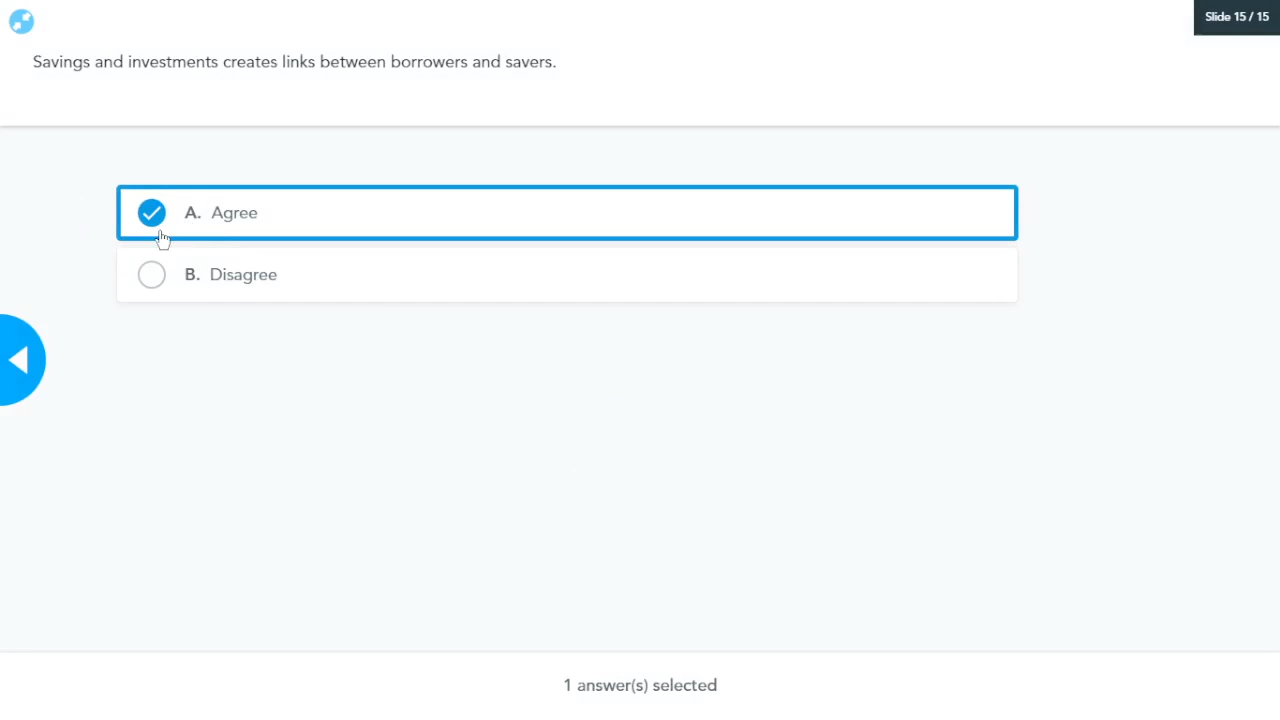 Slide 15 / 15
Savings and investments creates links between borrowers and savers.
A. Agree
B. Disagree
1 answer(s) selected